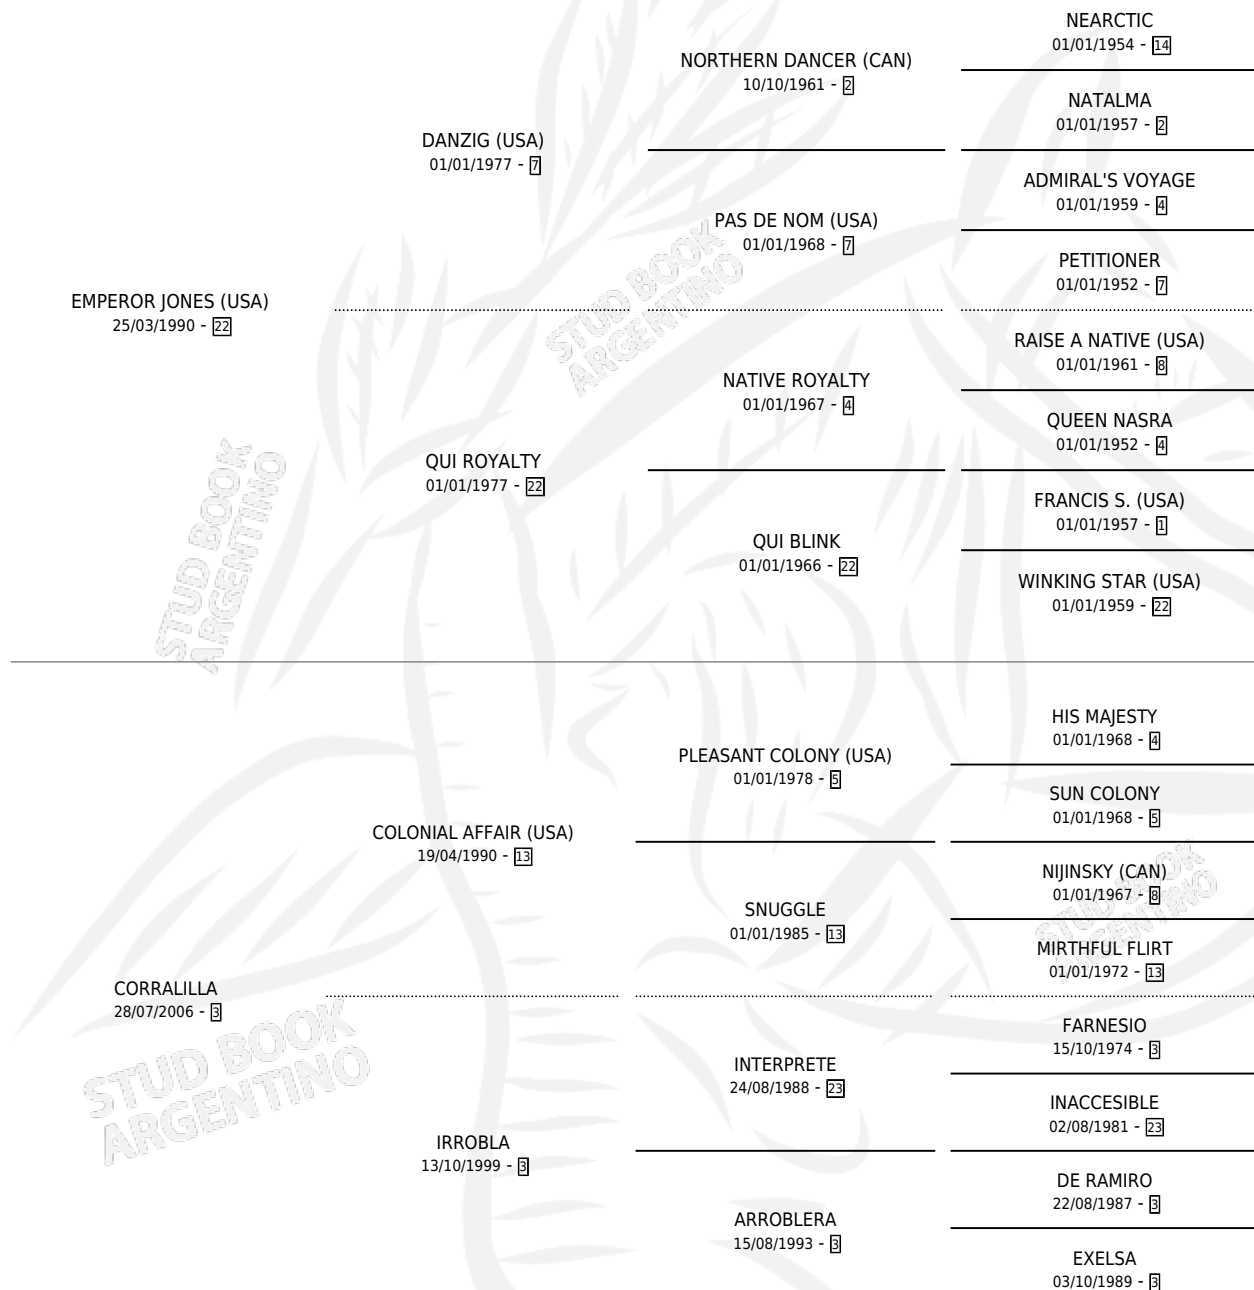 NEARCTIC
01/01/1954 - 14
NORTHERN DANCER (CAN)
10/10/1961 - 2
NATALMA
01/01/1957 - 2
DANZIG (USA)
01/01/1977 - 7
ADMIRAL'S VOYAGE
01/01/1959 - 4
PAS DE NOM (USA)
01/01/1968 - 7
PETITIONER
01/01/1952 - 7
EMPEROR JONES (USA)
25/03/1990 - 22
STUD BOOK
ARGENTINO
RAISE A NATIVE (USA)
01/01/1961 - 8
NATIVE ROYALTY
01/01/1967 - 4
QUEEN NASRA
01/01/1952 - 4
QUI ROYALTY
01/01/1977 - 22
FRANCIS S. (USA)
01/01/1957 - 1
QUI BLINK
01/01/1966 - 22
WINKING STAR (USA)
01/01/1959 - 22
STUD BOOK
ARGENTINO
HIS MAJESTY
01/01/1968 - 4
PLEASANT COLONY (USA)
01/01/1978 - 5
SUN COLONY
01/01/1968 - 5
COLONIAL AFFAIR (USA)
19/04/1990 - 13
NIJINSKY (CAN)
01/01/1967 - 8
STUD BOOK
ARGENTINO
SNUGGLE
01/01/1985 - 13
MIRTHFUL FLIRT
01/01/1972 - 13
CORRALILLA
28/07/2006 - 3
STUD BOOK
ARGENTINO
FARNESIO
15/10/1974 - 3
INTERPRETE
24/08/1988 - 23
INACCESIBLE
02/08/1981 - 23
IRROBLA
13/10/1999 - 3
DE RAMIRO
22/08/1987 - 3
ARROBLERA
15/08/1993 - 3
EXELSA
03/10/1989 - 3